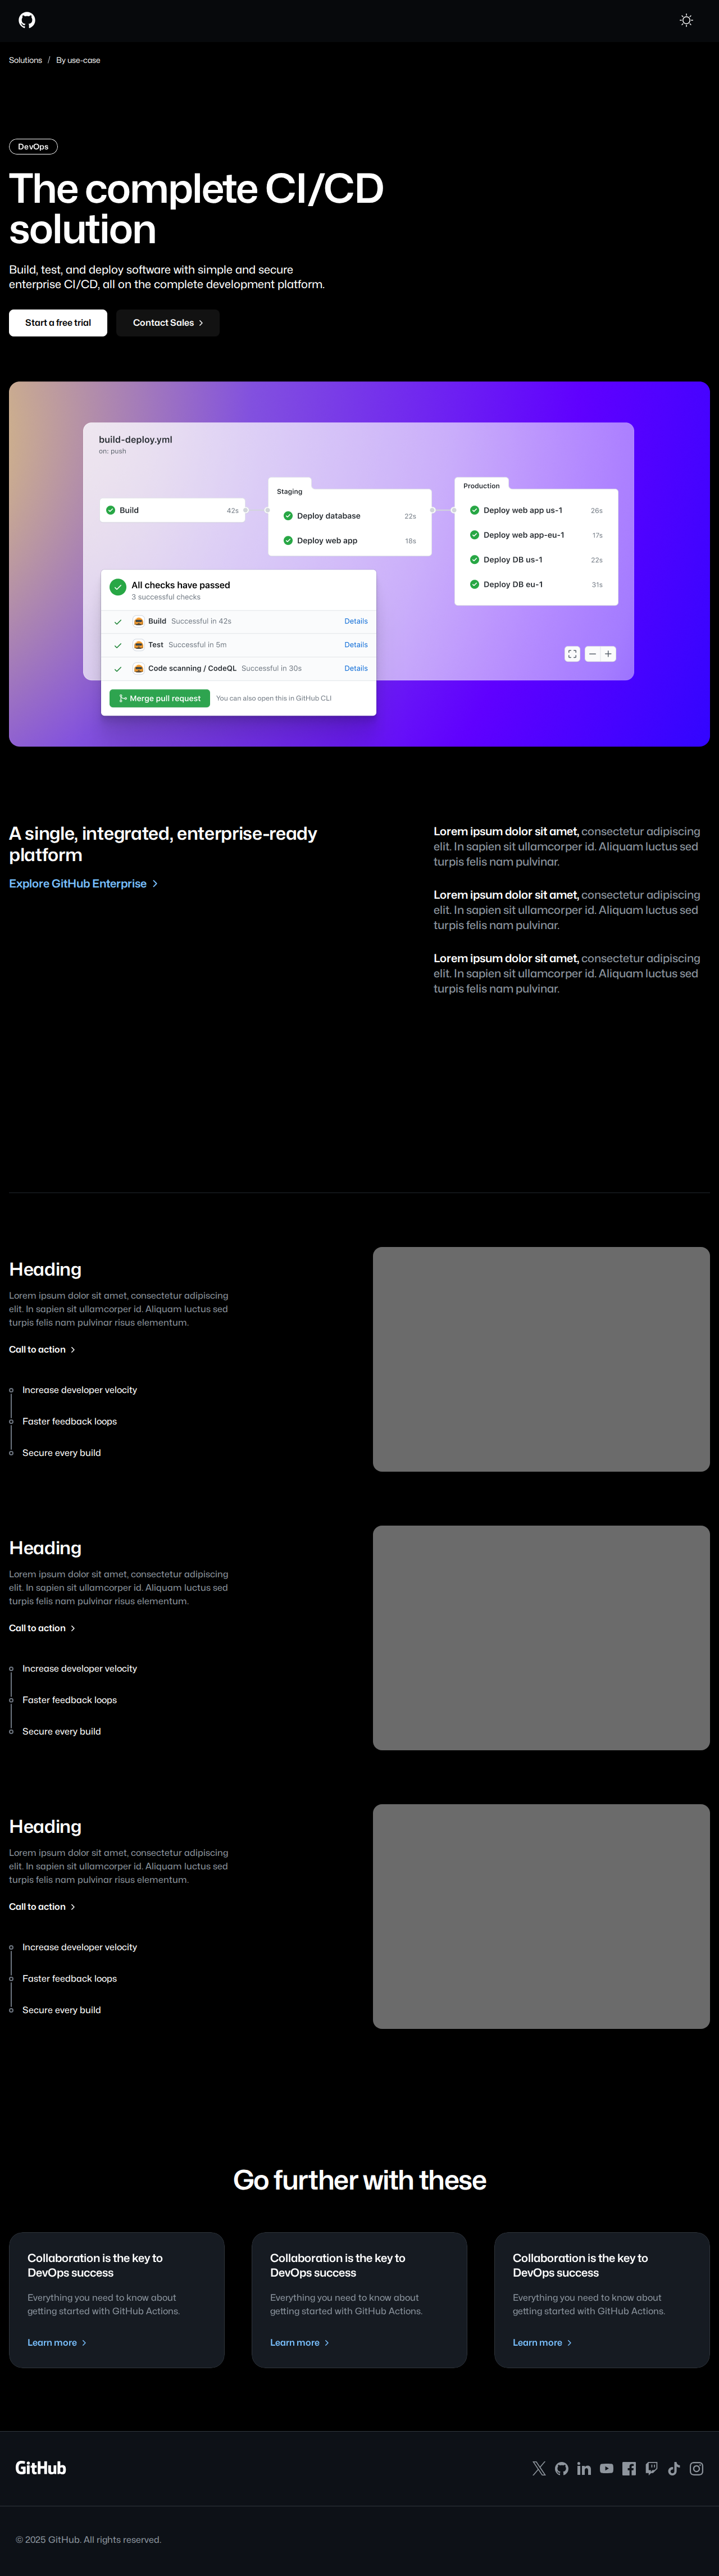 Solutions / By use-case
DevOps
The complete CI/CD
solution
Build, test, and deploy software with simple and secure
enterprise CI/CD, all on the complete development platform.
Start a free trial
Contact Sales
build-deploy.yml
on: push
Build 42s
Staging
Deploy database 22s
Deploy web app 18s
Production
Deploy web app us-1 26s
Deploy web app-eu-1 17s
Deploy DB us-1 22s
Deploy DB eu-1 31s
All checks have passed
3 successful checks
Build Successful in 42s Details
Test Successful in 5m Details
Code scanning / CodeQL Successful in 30s Details
Merge pull request You can also open this in GitHub CLI
A single, integrated, enterprise-ready
platform
Explore GitHub Enterprise
Lorem ipsum dolor sit amet, consectetur adipiscing
elit. In sapien sit ullamcorper id. Aliquam luctus sed
turpis felis nam pulvinar.
Lorem ipsum dolor sit amet, consectetur adipiscing
elit. In sapien sit ullamcorper id. Aliquam luctus sed
turpis felis nam pulvinar.
Lorem ipsum dolor sit amet, consectetur adipiscing
elit. In sapien sit ullamcorper id. Aliquam luctus sed
turpis felis nam pulvinar.
Heading
Lorem ipsum dolor sit amet, consectetur adipiscing
elit. In sapien sit ullamcorper id. Aliquam luctus sed
turpis felis nam pulvinar risus elementum.
Call to action
Increase developer velocity
Faster feedback loops
Secure every build
Heading
Lorem ipsum dolor sit amet, consectetur adipiscing
elit. In sapien sit ullamcorper id. Aliquam luctus sed
turpis felis nam pulvinar risus elementum.
Call to action
Increase developer velocity
Faster feedback loops
Secure every build
Heading
Lorem ipsum dolor sit amet, consectetur adipiscing
elit. In sapien sit ullamcorper id. Aliquam luctus sed
turpis felis nam pulvinar risus elementum.
Call to action
Increase developer velocity
Faster feedback loops
Secure every build
Go further with these
Collaboration is the key to
DevOps success
Everything you need to know about
getting started with GitHub Actions.
Learn more
Collaboration is the key to
DevOps success
Everything you need to know about
getting started with GitHub Actions.
Learn more
Collaboration is the key to
DevOps success
Everything you need to know about
getting started with GitHub Actions.
Learn more
GitHub
© 2025 GitHub. All rights reserved.